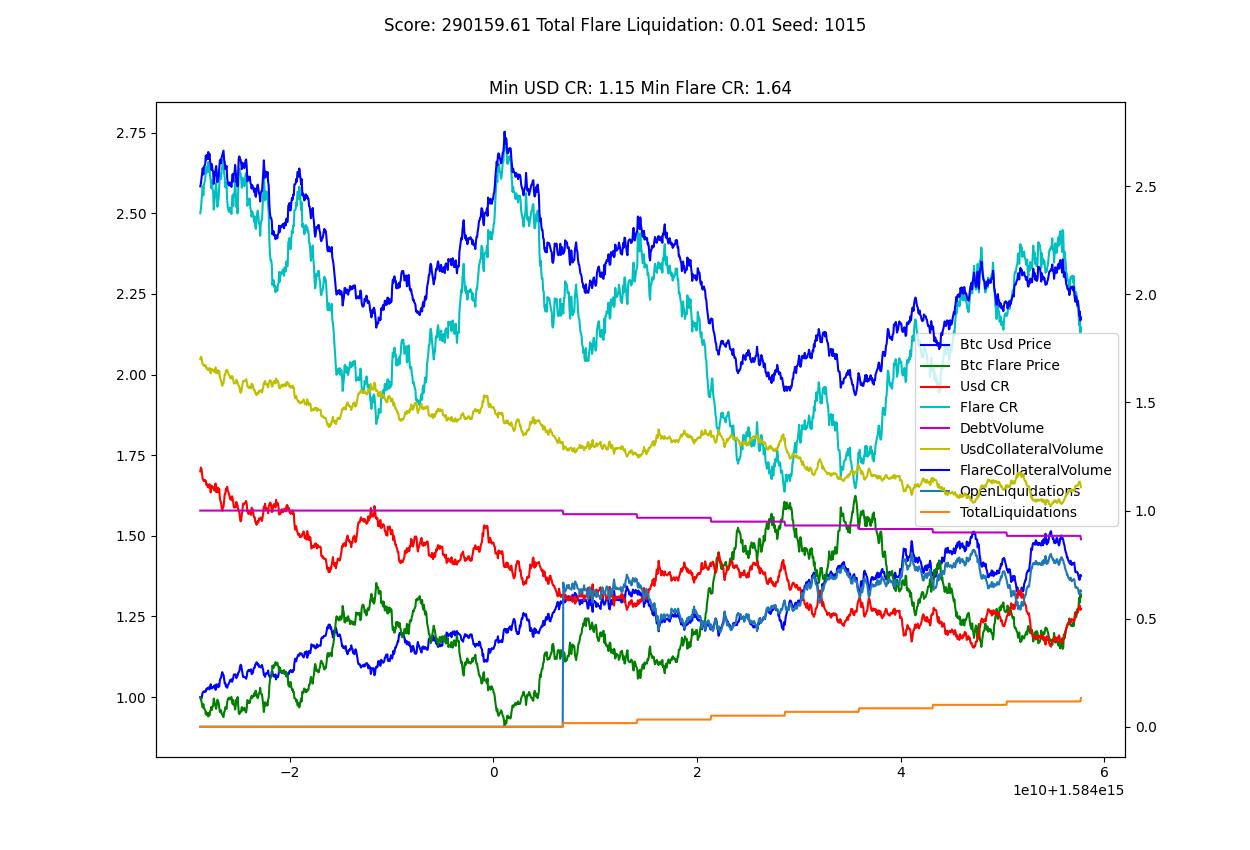 Score: 290159.61 Total Flare Liquidation: 0.01 Seed: 1015
Min USD CR: 1.15 Min Flare CR: 1.64
2.75
2.50
2.25
2.00
1.75
1.50
1.25
1.00
2.5
2.0
1.5
1.0
0.5
0.0
Btc Usd Price
Btc Flare Price
Usd CR
Flare CR
DebtVolume
UsdCollateralVolume
FlareCollateralVolume
OpenLiquidations
TotalLiquidations
−2
0
2
4
6
1e10+1.584e15